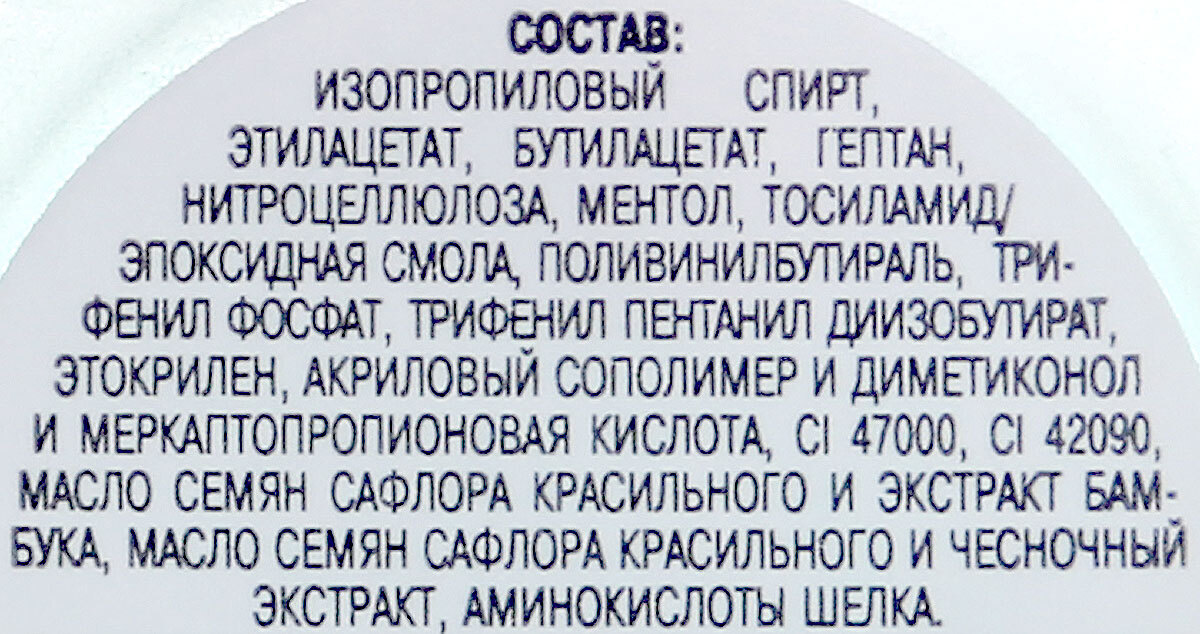 СОСТАВ:
ИЗОПРОПИЛОВЫЙ СПИРТ,
ЭТИЛАЦЕТАТ, БУТИЛАЦЕТАТ, ГЕПТАН,
НИТРОЦЕЛЛЮЛОЗА, МЕНТОЛ, ТОСИЛАМИД/
ЭПОКСИДНАЯ СМОЛА, ПОЛИВИНИЛБУТИРАЛЬ, ТРИ-
ФЕНИЛ ФОСФАТ, ТРИФЕНИЛ ПЕНТАНИЛ ДИИЗОБУТИРАТ,
ЭТОКРИЛЕН, АКРИЛОВЫЙ СОПОЛИМЕР И ДИМЕТИКОНОЛ
И МЕРКАПТОПРОПИОНОВАЯ КИСЛОТА, CI 47000, CI 42090,
МАСЛО СЕМЯН САФЛОРА КРАСИЛЬНОГО И ЭКСТРАКТ БАМ-
БУКА, МАСЛО СЕМЯН САФЛОРА КРАСИЛЬНОГО И ЧЕСНОЧНЫЙ
ЭКСТРАКТ, АМИНОКИСЛОТЫ ШЕЛКА.